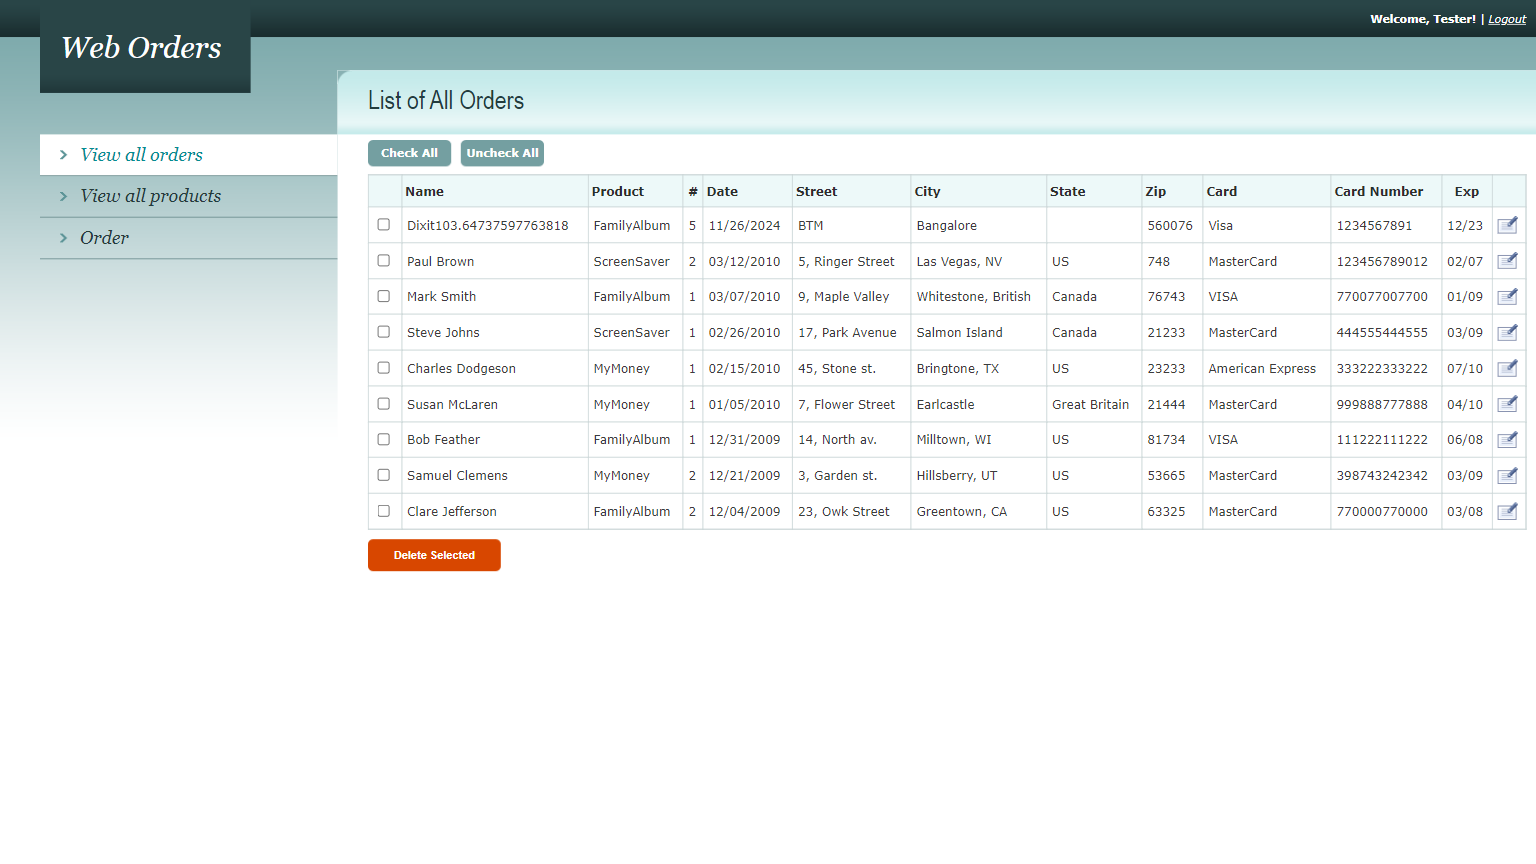 Welcome, Tester! | Logout
Web Orders
List of All Orders
View all orders
View all products
Order
Check All Uncheck All
Name Product # Date Street City State Zip Card Card Number Exp
Dixit103.64737597763818 FamilyAlbum 5 11/26/2024 BTM Bangalore 560076 Visa 1234567891 12/23
Paul Brown ScreenSaver 2 03/12/2010 5, Ringer Street Las Vegas, NV US 748 MasterCard 123456789012 02/07
Mark Smith FamilyAlbum 1 03/07/2010 9, Maple Valley Whitestone, British Canada 76743 VISA 770077007700 01/09
Steve Johns ScreenSaver 1 02/26/2010 17, Park Avenue Salmon Island Canada 21233 MasterCard 444555444555 03/09
Charles Dodgeson MyMoney 1 02/15/2010 45, Stone st. Bringtone, TX US 23233 American Express 333222333222 07/10
Susan McLaren MyMoney 1 01/05/2010 7, Flower Street Earlcastle Great Britain 21444 MasterCard 999888777888 04/10
Bob Feather FamilyAlbum 1 12/31/2009 14, North av. Milltown, WI US 81734 VISA 111222111222 06/08
Samuel Clemens MyMoney 2 12/21/2009 3, Garden st. Hillsberry, UT US 53665 MasterCard 398743242342 03/09
Clare Jefferson FamilyAlbum 2 12/04/2009 23, Owk Street Greentown, CA US 63325 MasterCard 770000770000 03/08
Delete Selected